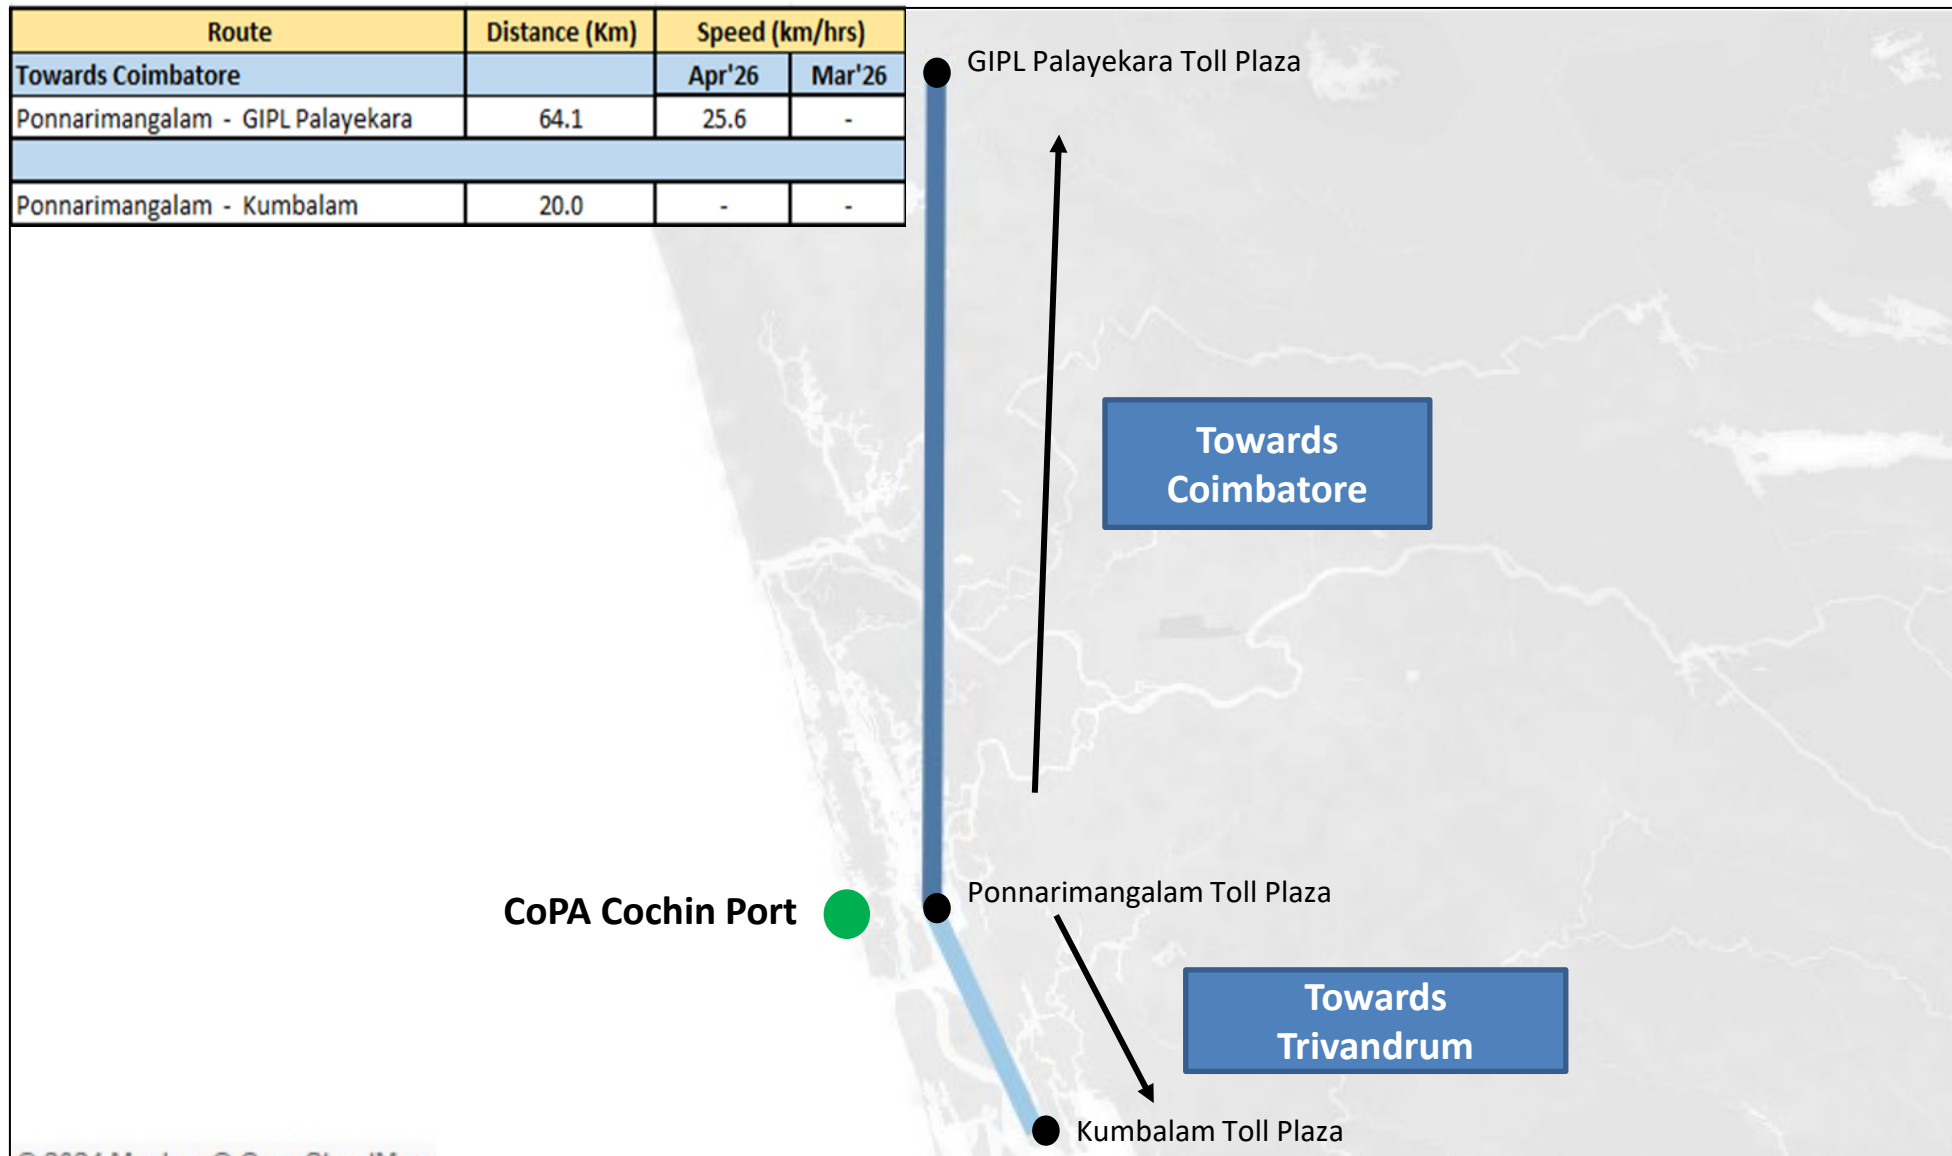 Route Distance (Km) Speed (km/hrs)
Towards Coimbatore Apr'26 Mar'26
Ponnarimangalam - GIPL Palayekara 64.1 25.6 -
Ponnarimangalam - Kumbalam 20.0 - -
GIPL Palayekara Toll Plaza
Towards
Coimbatore
Ponnarimangalam Toll Plaza
CoPA Cochin Port
Towards
Trivandrum
Kumbalam Toll Plaza